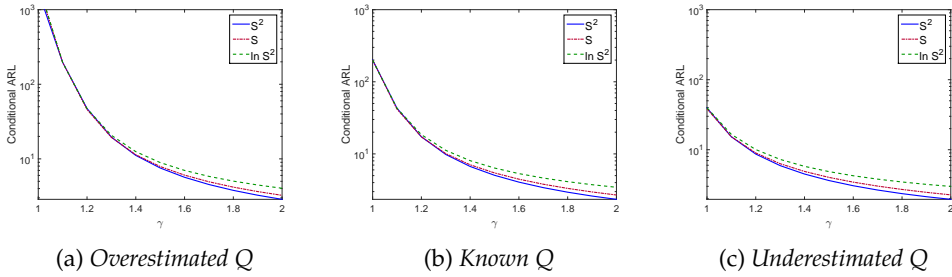 10³
10²
10¹
Conditional ARL
1 1.2 1.4 1.6 1.8 2
γ
S²
S
ln S²
(a) Overestimated Q
10³
10²
10¹
Conditional ARL
1 1.2 1.4 1.6 1.8 2
γ
S²
S
ln S²
(b) Known Q
10³
10²
10¹
Conditional ARL
1 1.2 1.4 1.6 1.8 2
γ
S²
S
ln S²
(c) Underestimated Q